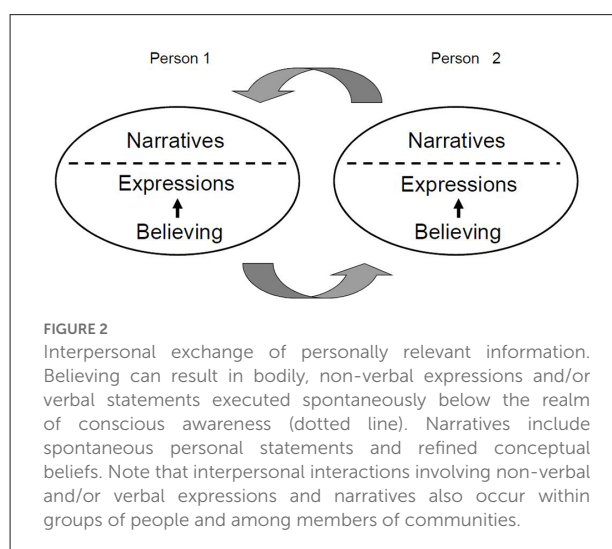 Person 1 Person 2
Narratives Narratives
Expressions Expressions
Believing Believing
FIGURE 2
Interpersonal exchange of personally relevant information.
Believing can result in bodily, non-verbal expressions and/or
verbal statements executed spontaneously below the realm
of conscious awareness (dotted line). Narratives include
spontaneous personal statements and refined conceptual
beliefs. Note that interpersonal interactions involving non-verbal
and/or verbal expressions and narratives also occur within
groups of people and among members of communities.